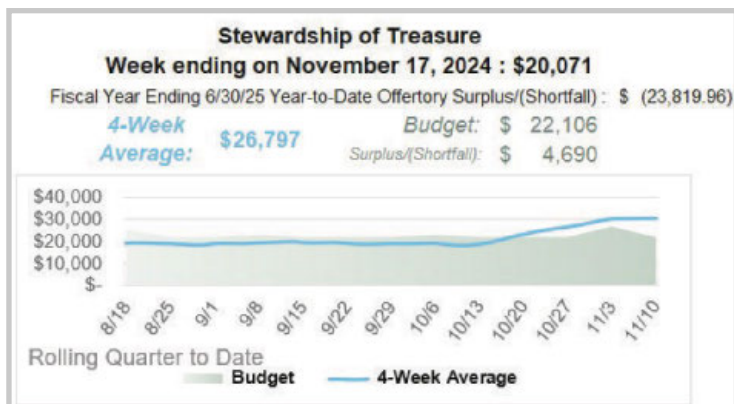 Stewardship of Treasure
Week ending on November 17, 2024 : $20,071
Fiscal Year Ending 6/30/25 Year-to-Date Offertory Surplus/(Shortfall) : $ (23,819.96)
4-Week Average: $26,797
Budget: $ 22,106
Surplus/(Shortfall): $ 4,690
$40,000
$30,000
$20,000
$10,000
$-
8/18 8/25 9/1 9/8 9/15 9/22 9/29 10/6 10/13 10/20 10/27 11/3 11/10
Rolling Quarter to Date
Budget 4-Week Average